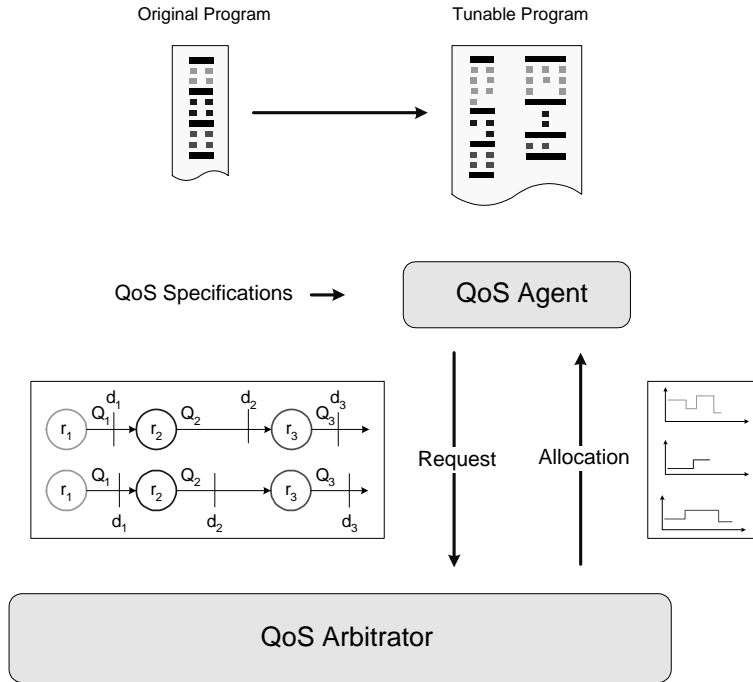 Original Program
Tunable Program
QoS Specifications
QoS Agent
d1 d2 d3
Q1 Q2 Q3
r1 r2 r3
Q1 Q2 Q3
r1 r2 r3
d1 d2 d3
Request
Allocation
QoS Arbitrator